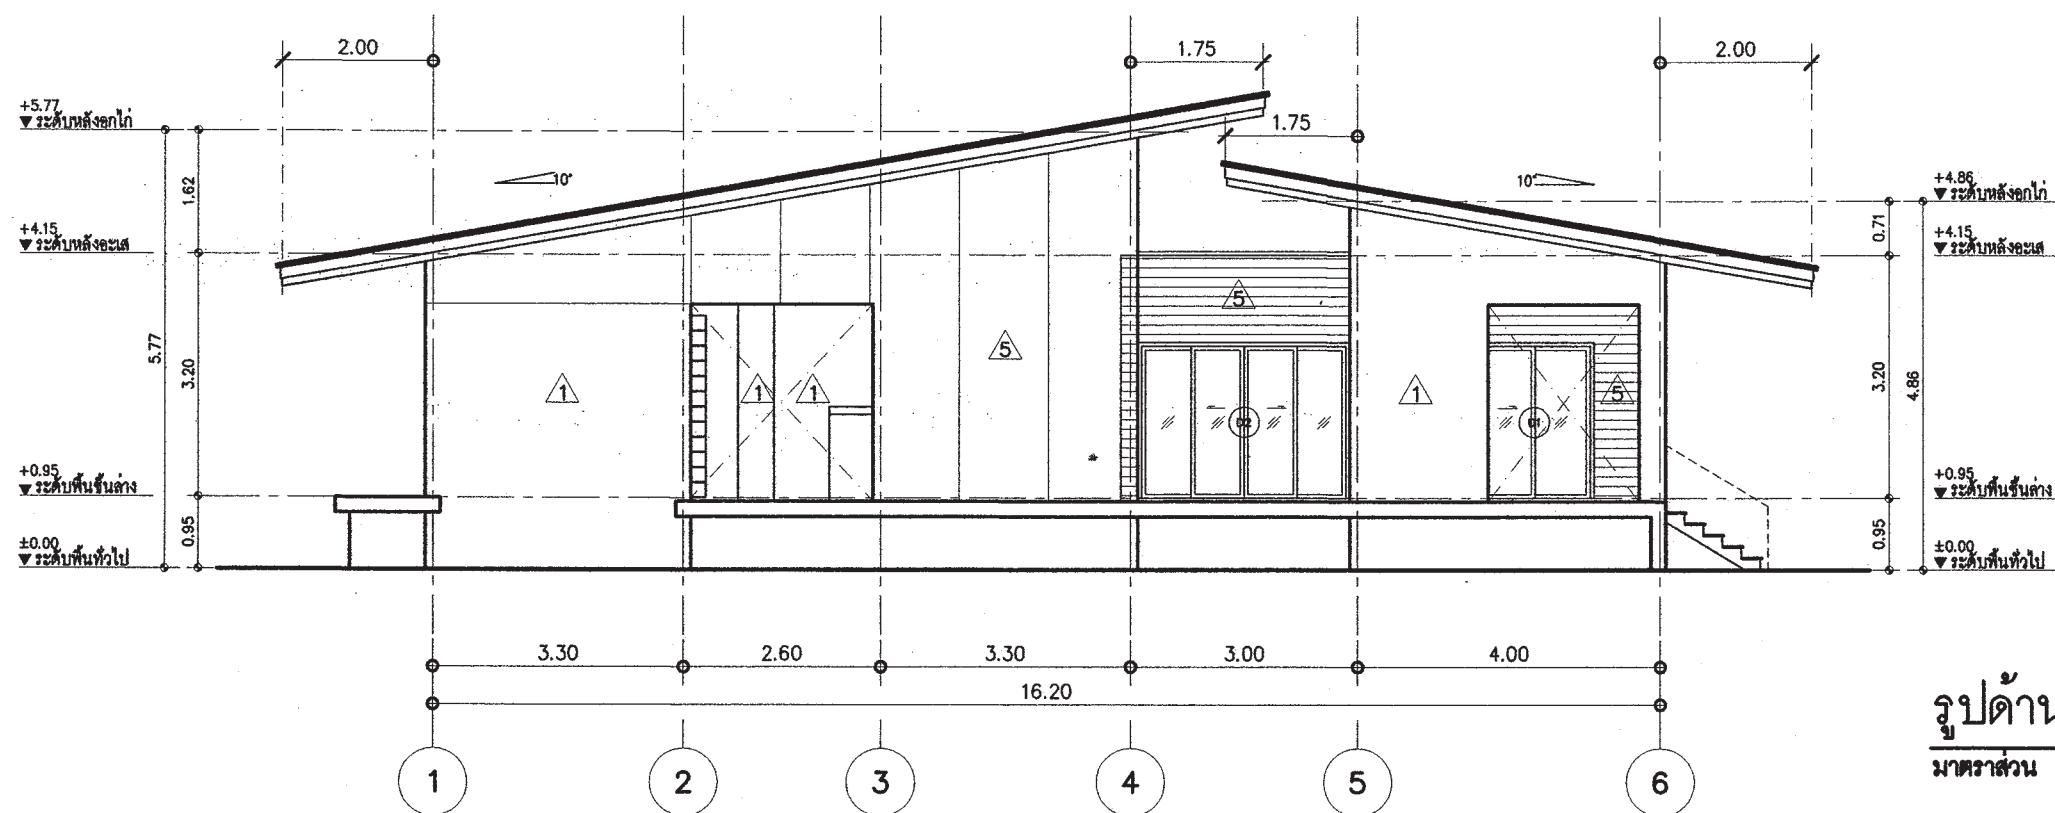 2.00
1.75
2.00
1.75
+5.77
▼ระดับหลังอกไก่
+4.86
▼ระดับหลังอกไก่
10°
10°
1.62
0.71
+4.15
▼ระดับหลังอะเส
+4.15
▼ระดับหลังอะเส
5.77
3.20
3.20
4.86
5
5
1
1
1
1
5
D2
D1
+0.95
▼ระดับพื้นชั้นล่าง
+0.95
▼ระดับพื้นชั้นล่าง
0.95
0.95
±0.00
▼ระดับพื้นทั่วไป
±0.00
▼ระดับพื้นทั่วไป
3.30 2.60 3.30 3.00 4.00
16.20
รูปด้าน
มาตราส่วน
1 2 3 4 5 6